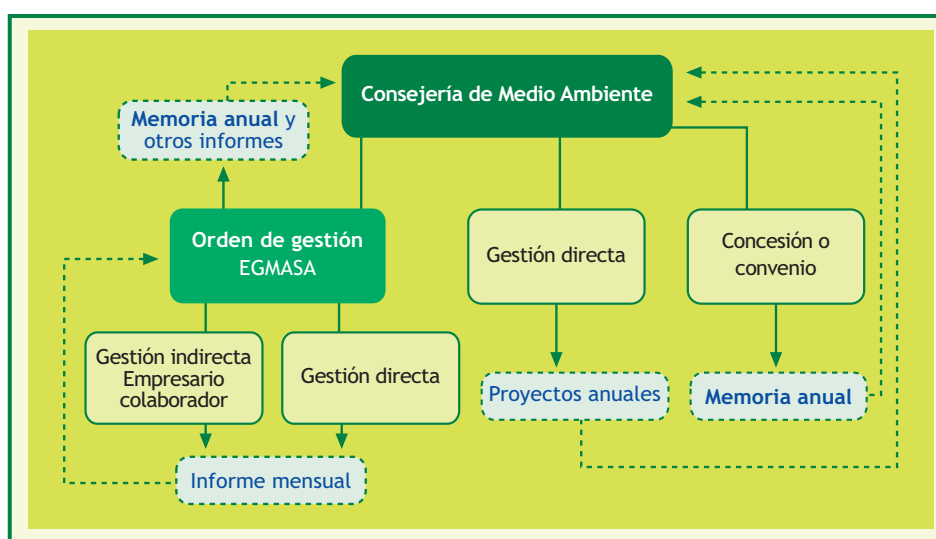 Consejería de Medio Ambiente
Memoria anual y
otros informes
Orden de gestión
EGMASA
Gestión directa
Concesión o
convenio
Gestión indirecta
Empresario
colaborador
Gestión directa
Proyectos anuales
Memoria anual
Informe mensual